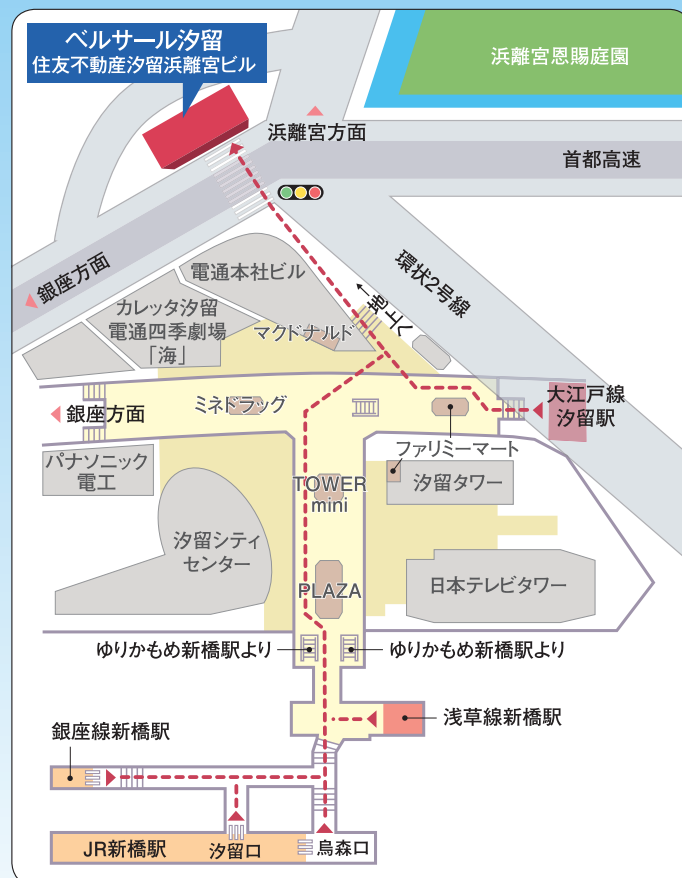 ベルサール汐留
住友不動産汐留浜離宮ビル
浜離宮恩賜庭園
浜離宮方面
首都高速
銀座方面
環状2号線
電通本社ビル
カレッタ汐留
電通四季劇場
「海」
マクドナルド
地上へ
銀座方面
ミネドラッグ
大江戸線
汐留駅
パナソニック
電工
ファリミーマート
TOWER
mini
汐留タワー
汐留シティ
センター
PLAZA
日本テレビタワー
ゆりかもめ新橋駅より
ゆりかもめ新橋駅より
浅草線新橋駅
銀座線新橋駅
JR新橋駅
汐留口
烏森口